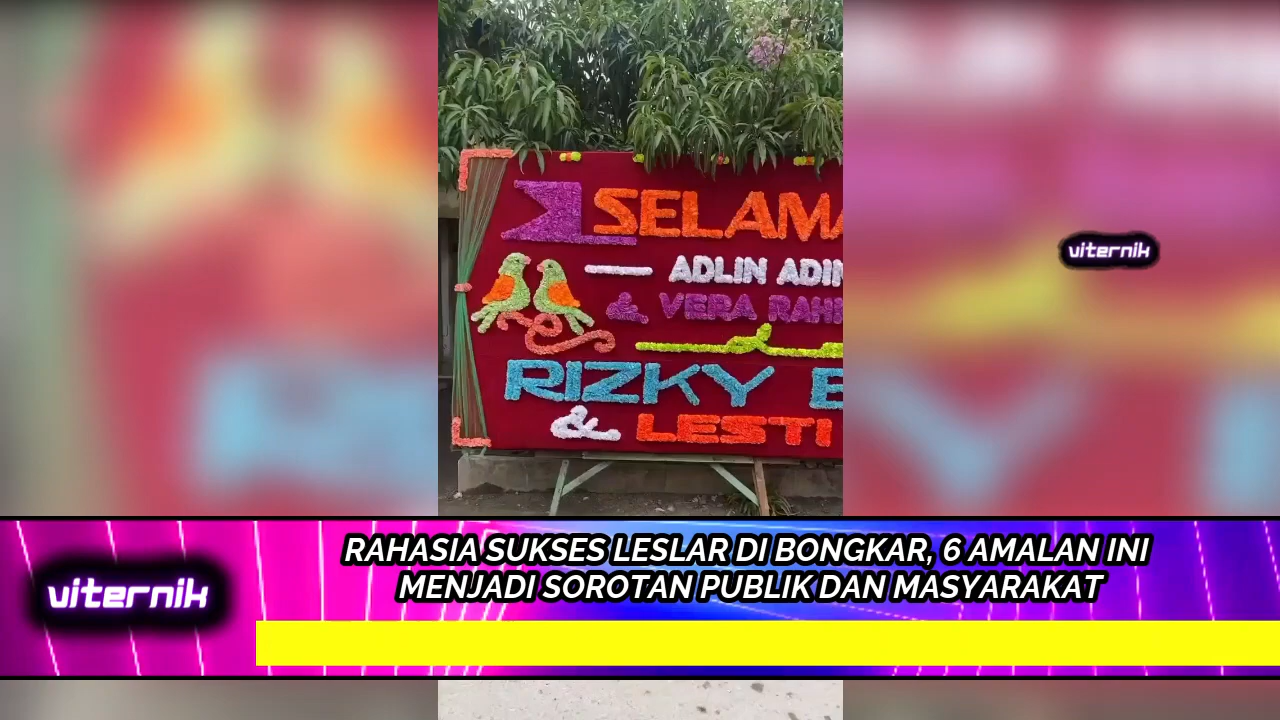 SELAMA
ADLIN ADIN
& VERA RAHI
RIZKY
& LESTI
viternik
RAHASIA SUKSES LESLAR DI BONGKAR, 6 AMALAN INI
MENJADI SOROTAN PUBLIK DAN MASYARAKAT
viternik